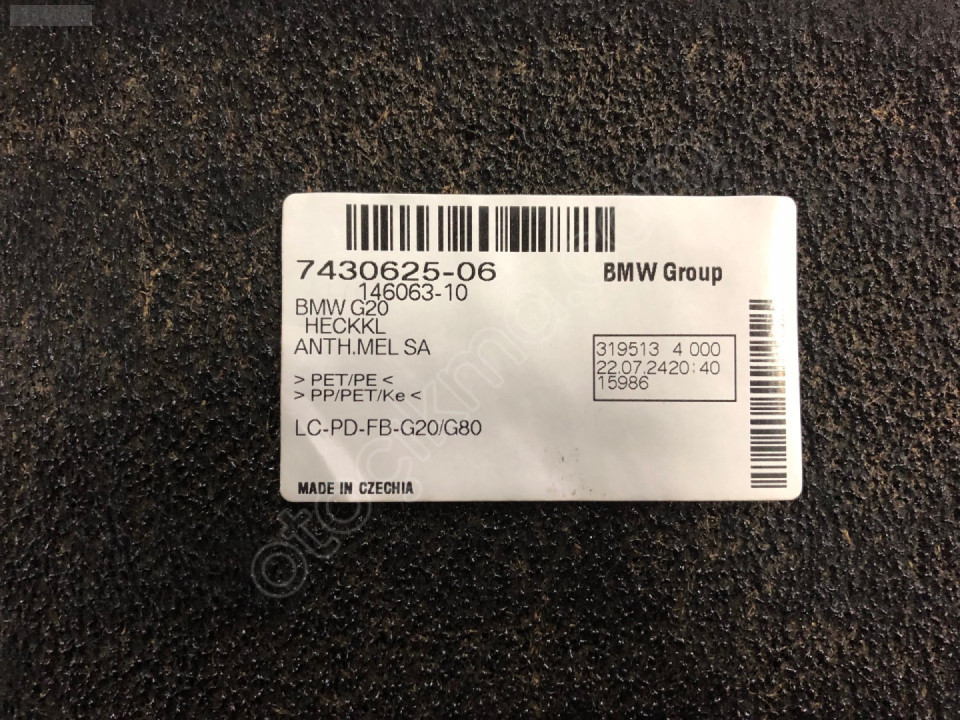 7430625-06
BMW Group
146063-10
BMW G20
HECKKL
ANTH.MEL SA
319513 4 000
22.07.2420:40
15986
> PET/PE <
> PP/PET/Ke <
LC-PD-FB-G20/G80
MADE IN CZECHIA